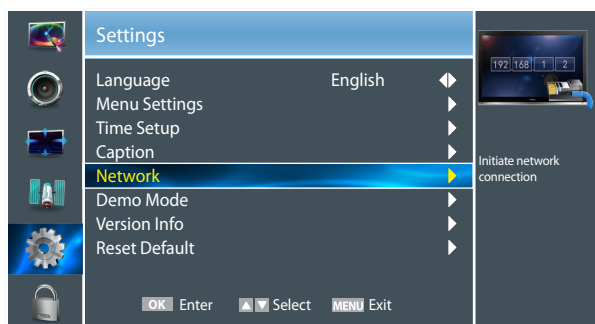 Settings
Language English
Menu Settings
Time Setup
Caption
Network
Demo Mode
Version Info
Reset Default
OK Enter Select MENU Exit
192 168 1 2
Initiate network
connection